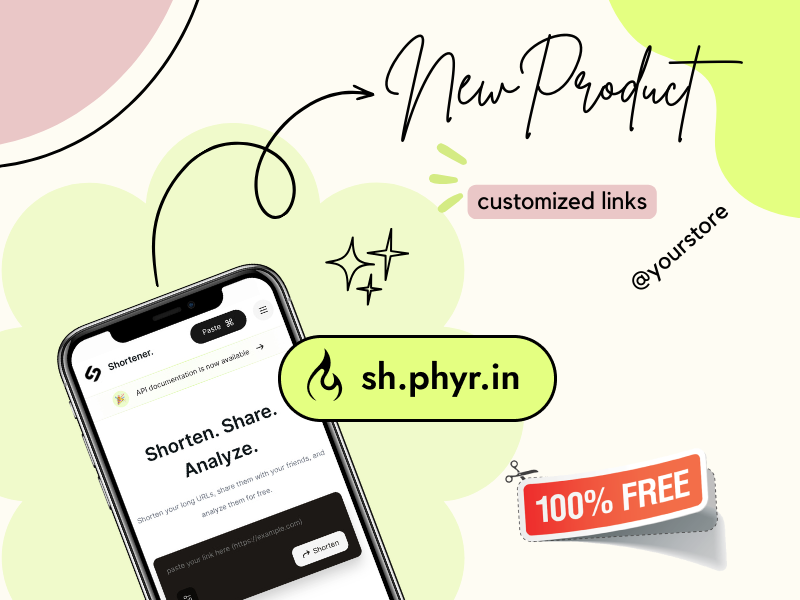 New Product
customized links
@yourstore
Paste ⌘
Shortener.
🎉 API documentation is now available →
sh.phyr.in
Shorten. Share.
Analyze.
Shorten your long URLs, share them with your friends, and
analyze them for free.
paste your link here (https://example.com)
Shorten
100% FREE